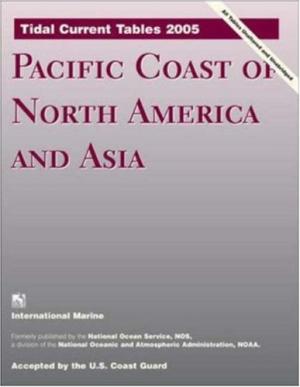 Tidal Current Tables 2005
All Tables Unaltered and Unabridged
PACIFIC COAST OF
NORTH AMERICA
AND ASIA
International Marine
Formerly published by the National Ocean Service, NOS,
a division of the National Oceanic and Atmospheric Administration, NOAA.
Accepted by the U.S. Coast Guard